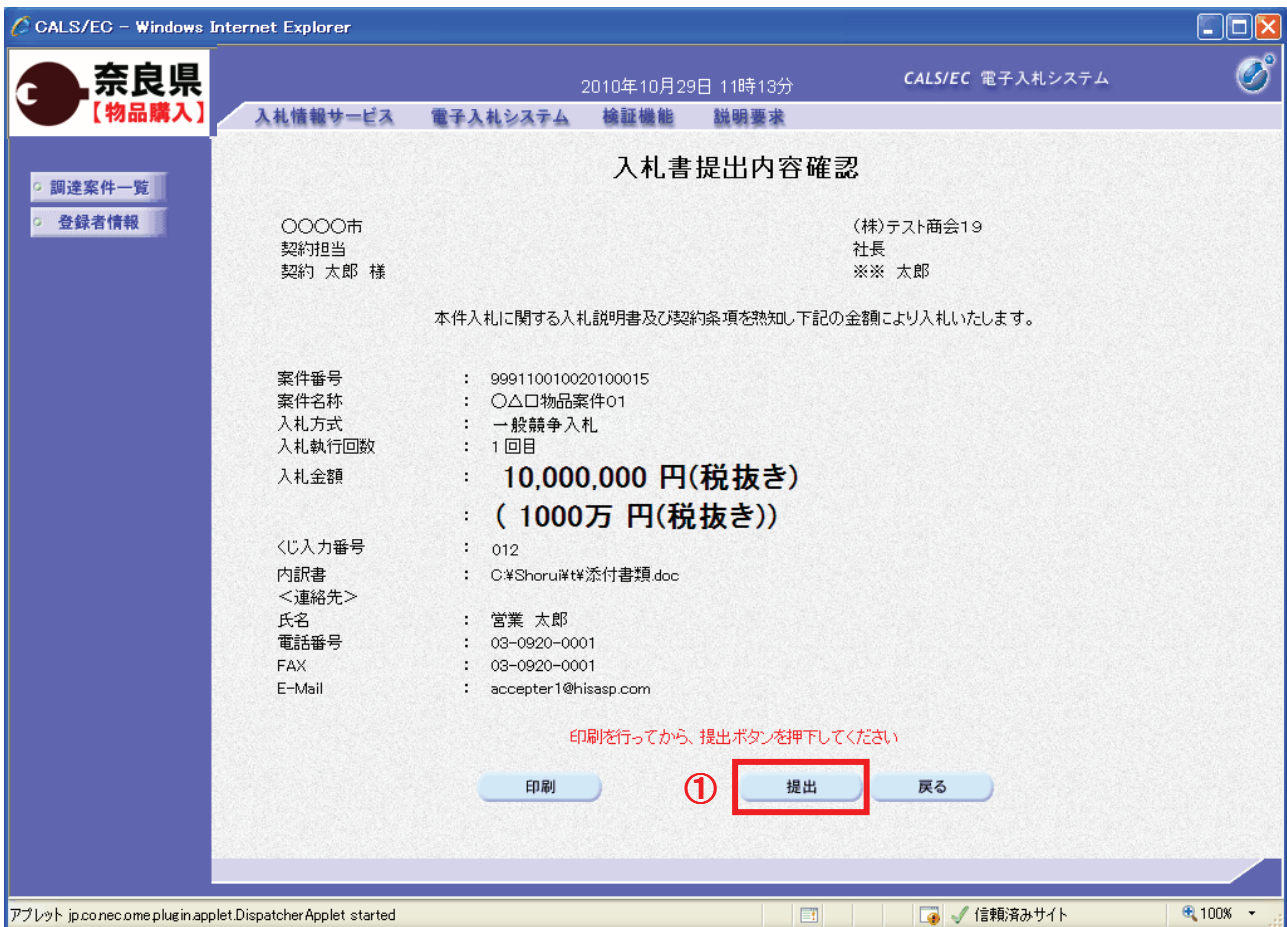 CALS/EC - Windows Internet Explorer
奈良県
【物品購入】
2010年10月29日 11時13分
CALS/EC 電子入札システム
入札情報サービス 電子入札システム 検証機能 説明要求
調達案件一覧
登録者情報
入札書提出内容確認
○○○○市
契約担当
契約 太郎 様
(株)テスト商会19
社長
※※ 太郎
本件入札に関する入札説明書及び契約条項を熟知し下記の金額により入札いたします。
案件番号 : 999110010020100015
案件名称 : ○△口物品案件01
入札方式 : 一般競争入札
入札執行回数 : 1回目
入札金額 : 10,000,000 円(税抜き)
: ( 1000万 円(税抜き))
くじ入力番号 : 012
内訳書 : C:¥Shorui¥t¥添付書類.doc
<連絡先>
氏名 : 営業 太郎
電話番号 : 03-0920-0001
FAX : 03-0920-0001
E-Mail : accepter1@hisasp.com
印刷を行ってから、提出ボタンを押下してください
印刷 ① 提出 戻る
アプレット jp.co.nec.ome.plugin.applet.DispatcherApplet started
信頼済みサイト
100%